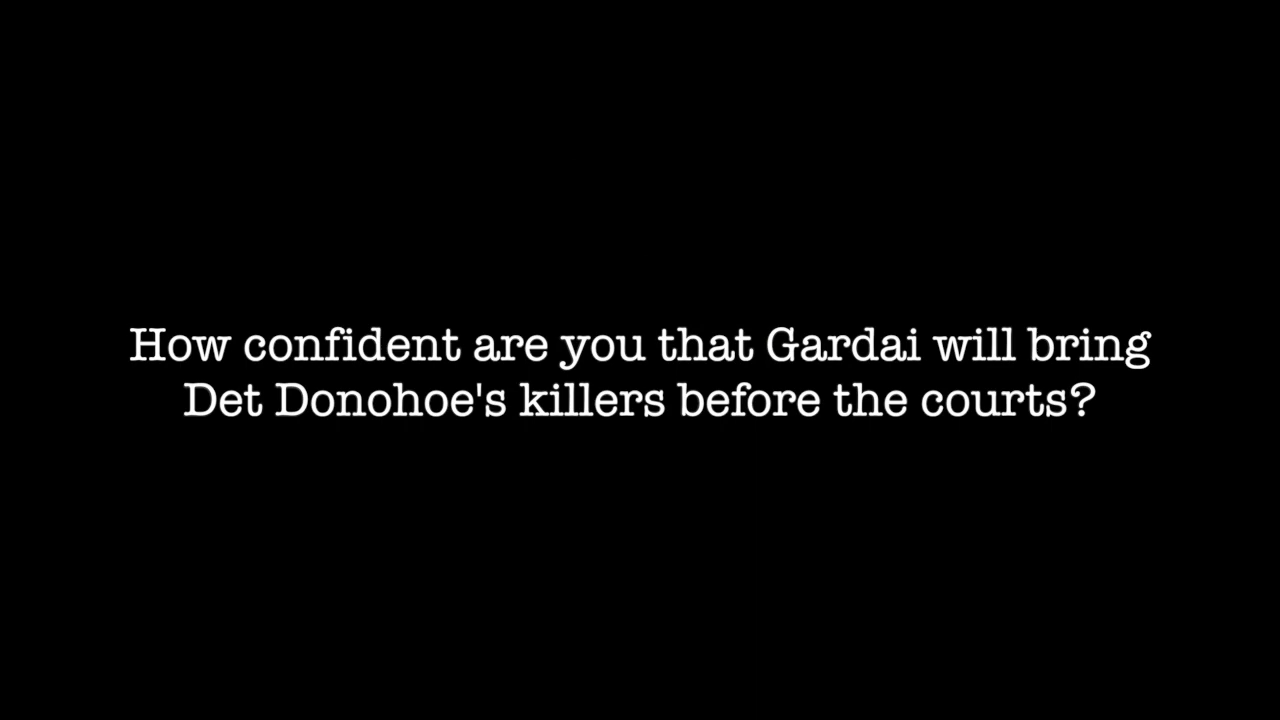 How confident are you that Gardai will bring
Det Donohoe's killers before the courts?